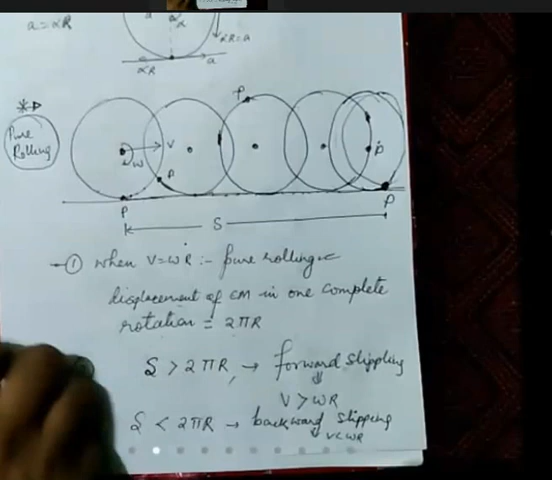 a = αR
a
α
αR = a
αR
a
Pure
Rolling
P
V
ω
P
P
P
P
S
① when V = ωR :- pure rolling
displacement of CM in one complete
rotation = 2πR
S > 2πR, → forward slippling
V > ωR
S < 2πR → backward slipping
V < ωR